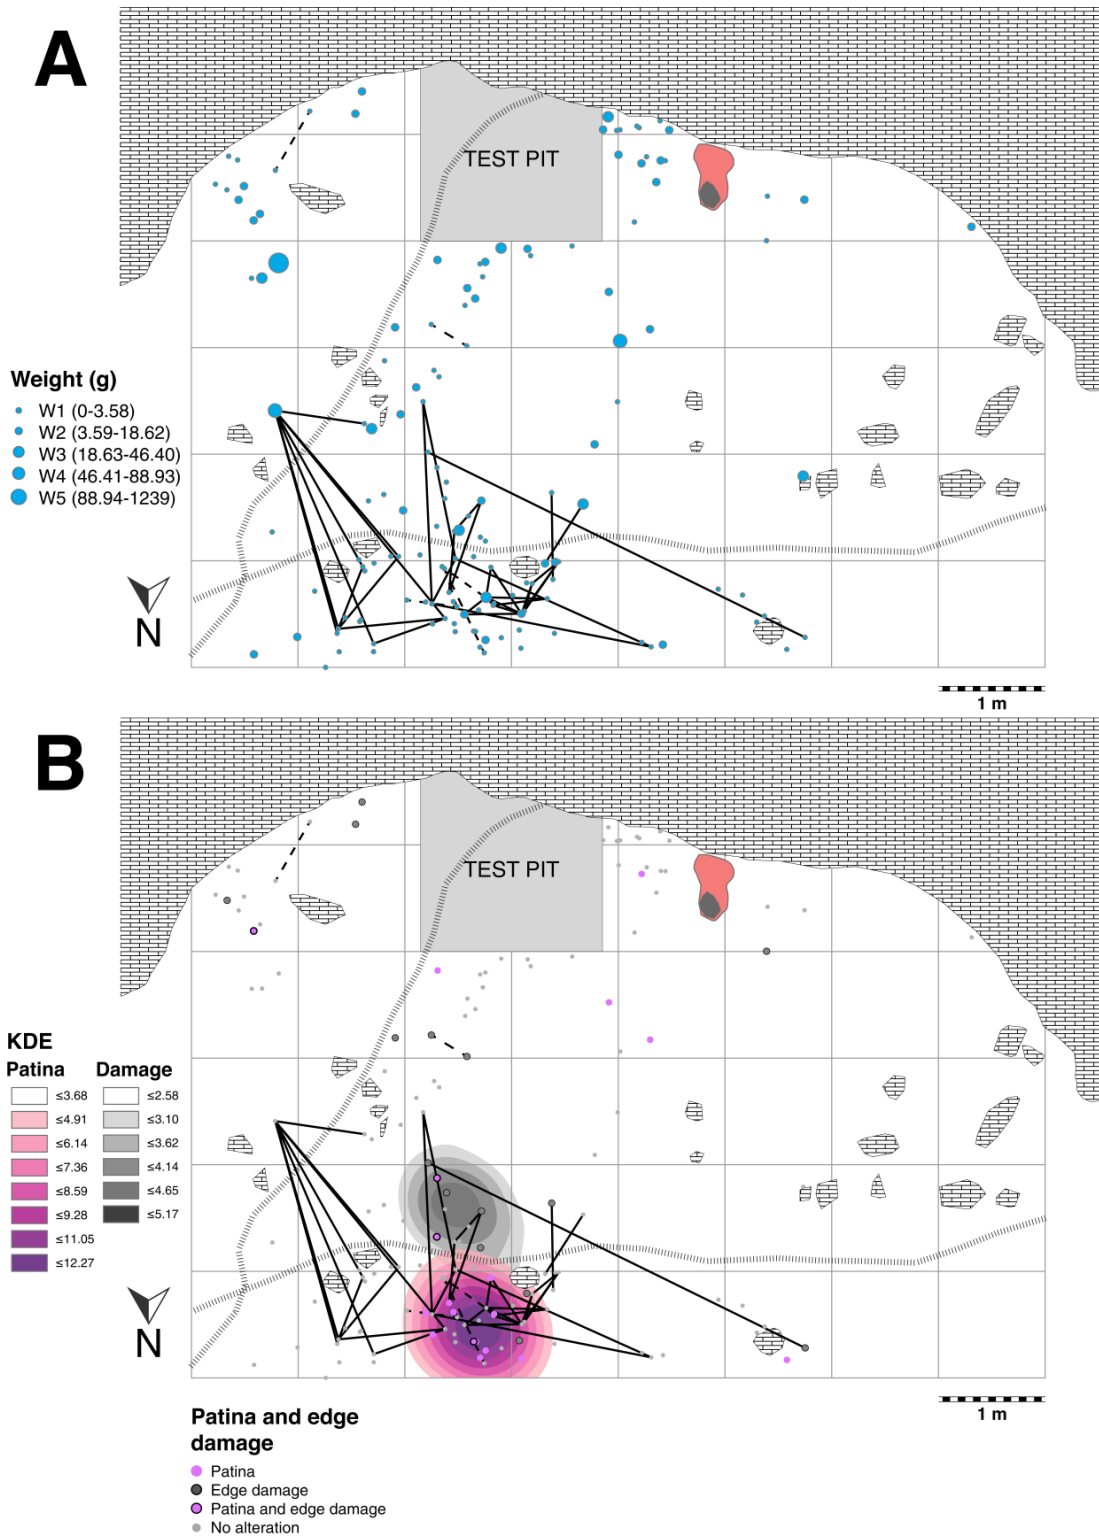 A
TEST PIT
Weight (g)
W1 (0-3.58)
W2 (3.59-18.62)
W3 (18.63-46.40)
W4 (46.41-88.93)
W5 (88.94-1239)
N
1 m
B
TEST PIT
KDE
Patina Damage
≤3.68 ≤2.58
≤4.91 ≤3.10
≤6.14 ≤3.62
≤7.36 ≤4.14
≤8.59 ≤4.65
≤9.28 ≤5.17
≤11.05
≤12.27
N
1 m
Patina and edge
damage
Patina
Edge damage
Patina and edge damage
No alteration